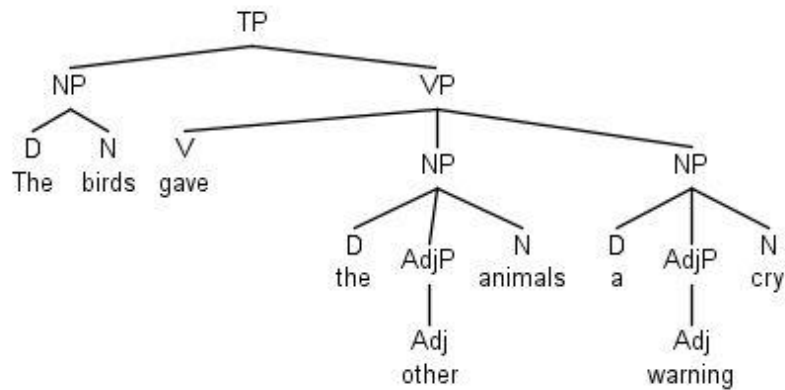 TP
NP VP
D N V NP NP
The birds gave
D AdjP N D AdjP N
the animals a cry
Adj Adj
other warning